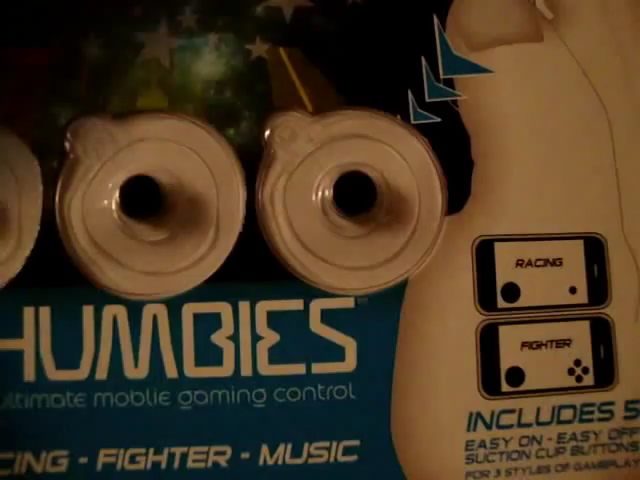 RACING
FIGHTER
HUMBIES
ultimate moblie gaming control
CING - FIGHTER - MUSIC
INCLUDES 5
EASY ON - EASY OFF
SUCTION CUP BUTTONS
FOR 3 STYLES OF GAMEPLAY